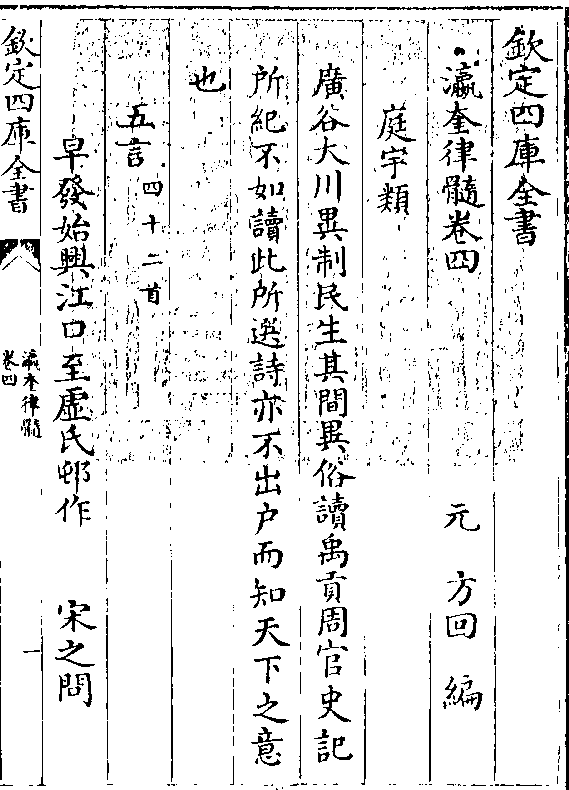 欽定四庫全書
瀛奎律髓卷四
元 方回 編
庭宇類
廣谷大川異制民生其間異俗讀禹貢周官史記
所紀不如讀此所選詩亦不出户而知天下之意
也
五言四十二首
早發始興江口至虛氏邨作 宋之問
欽定四庫全書
瀛奎律髓
卷四
一